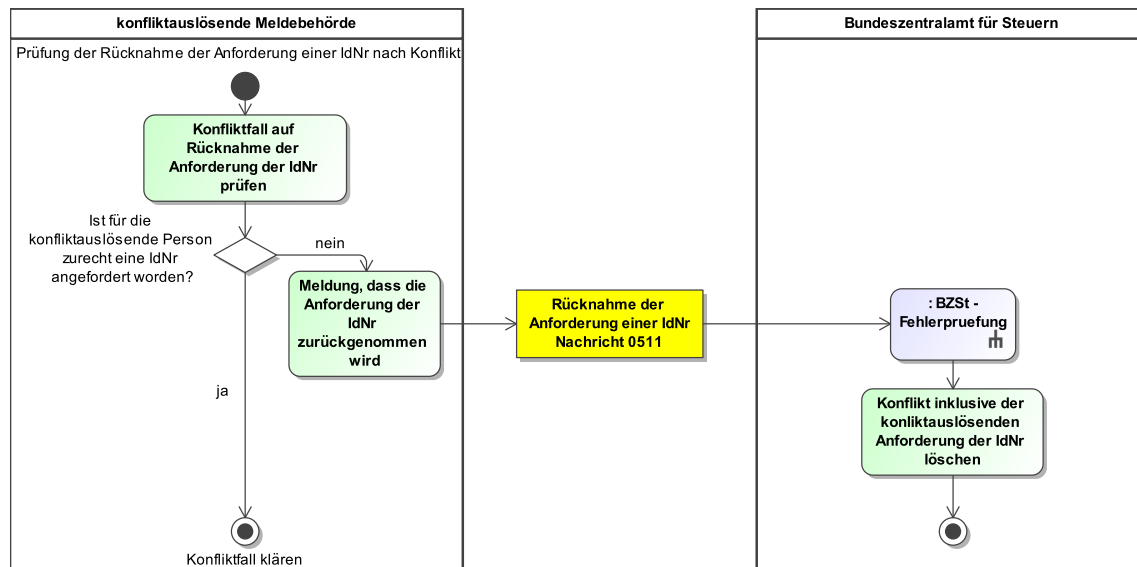 konfliktauslösende Meldebehörde
Bundeszentralamt für Steuern
Prüfung der Rücknahme der Anforderung einer IdNr nach Konflikt
Konfliktfall auf
Rücknahme der
Anforderung der IdNr
prüfen
Ist für die
konfliktauslösende Person
zurecht eine IdNr
angefordert worden?
nein
Meldung, dass die
Anforderung der
IdNr
zurückgenommen
wird
Rücknahme der
Anforderung einer IdNr
Nachricht 0511
: BZSt -
Fehlerpruefung
ja
Konflikt inklusive der
konliktauslösenden
Anforderung der IdNr
löschen
Konfliktfall klären